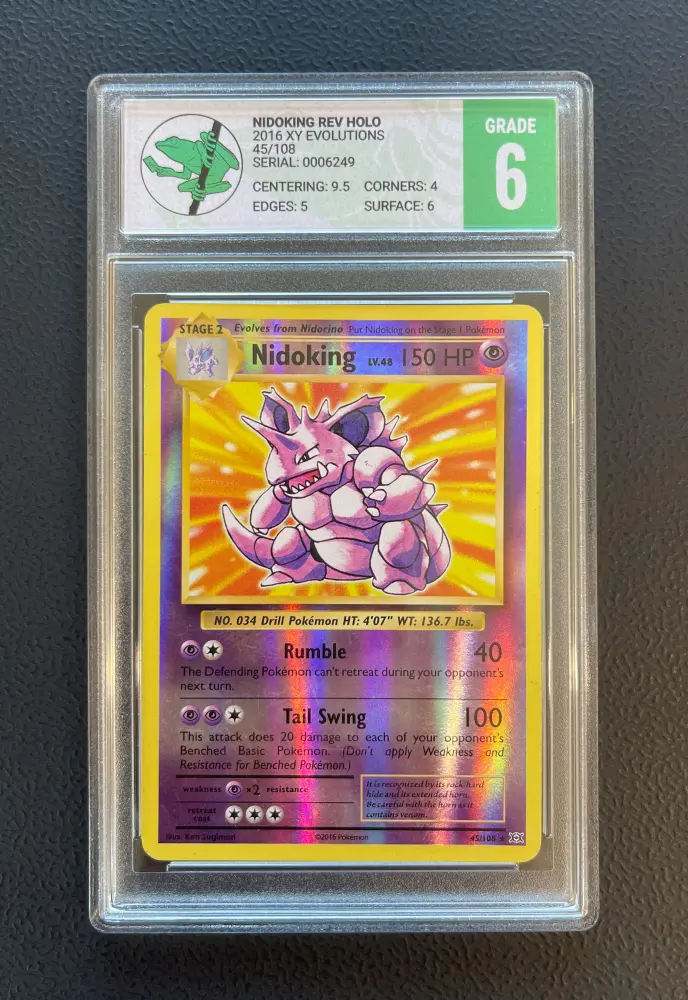 NIDOKING REV HOLO
2016 XY EVOLUTIONS
45/108
SERIAL: 0006249
CENTERING: 9.5 CORNERS: 4
EDGES: 5 SURFACE: 6
GRADE
6
STAGE 2 Evolves from Nidorino Put Nidoking on the Stage 1 Pokémon
Nidoking LV.48 150 HP
NO. 034 Drill Pokémon HT: 4'07" WT: 136.7 lbs.
Rumble 40
The Defending Pokémon can't retreat during your opponent's
next turn.
Tail Swing 100
This attack does 20 damage to each of your opponent's
Benched Basic Pokémon. (Don't apply Weakness and
Resistance for Benched Pokémon.)
weakness ×2 resistance
retreat
cost
It is recognized by its rock-hard
hide and its extended horn.
Be careful with the horn as it
contains venom.
Illus. Ken Sugimori ©2016 Pokémon 45/108